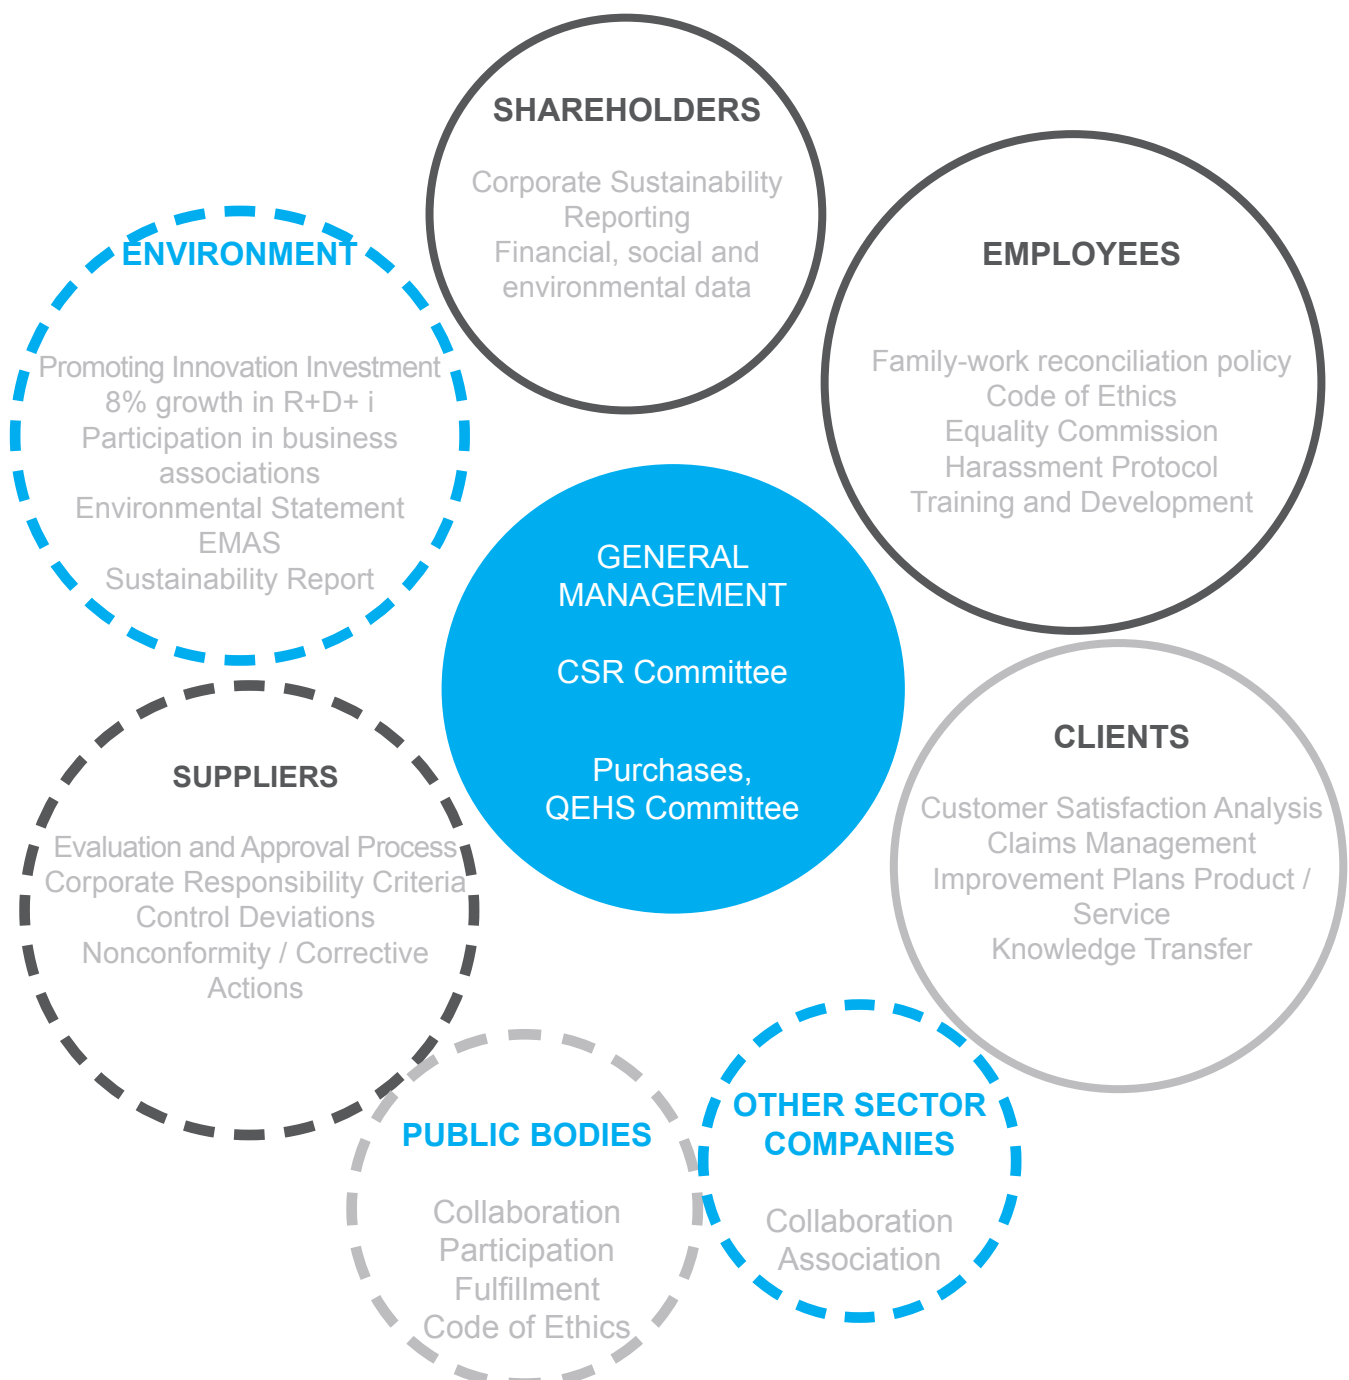 SHAREHOLDERS
Corporate Sustainability
Reporting
Financial, social and
environmental data
ENVIRONMENT
Promoting Innovation Investment
8% growth in R+D+ i
Participation in business
associations
Environmental Statement
EMAS
Sustainability Report
EMPLOYEES
Family-work reconciliation policy
Code of Ethics
Equality Commission
Harassment Protocol
Training and Development
GENERAL
MANAGEMENT
CSR Committee
Purchases,
QEHS Committee
SUPPLIERS
Evaluation and Approval Process
Corporate Responsibility Criteria
Control Deviations
Nonconformity / Corrective
Actions
CLIENTS
Customer Satisfaction Analysis
Claims Management
Improvement Plans Product /
Service
Knowledge Transfer
PUBLIC BODIES
Collaboration
Participation
Fulfillment
Code of Ethics
OTHER SECTOR
COMPANIES
Collaboration
Association